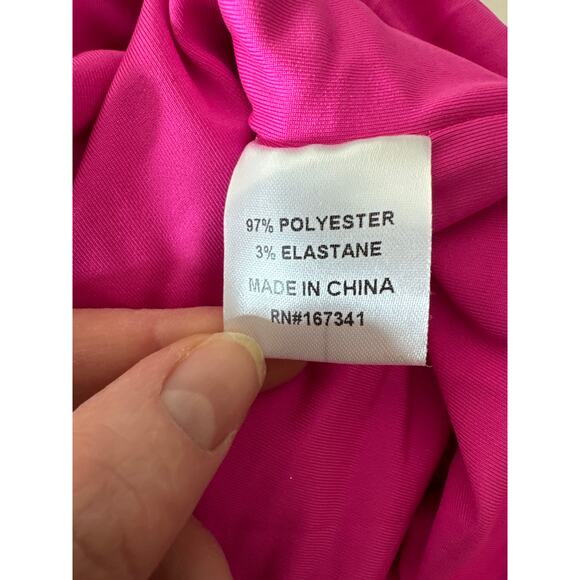 97% POLYESTER
3% ELASTANE
MADE IN CHINA
RN#167341